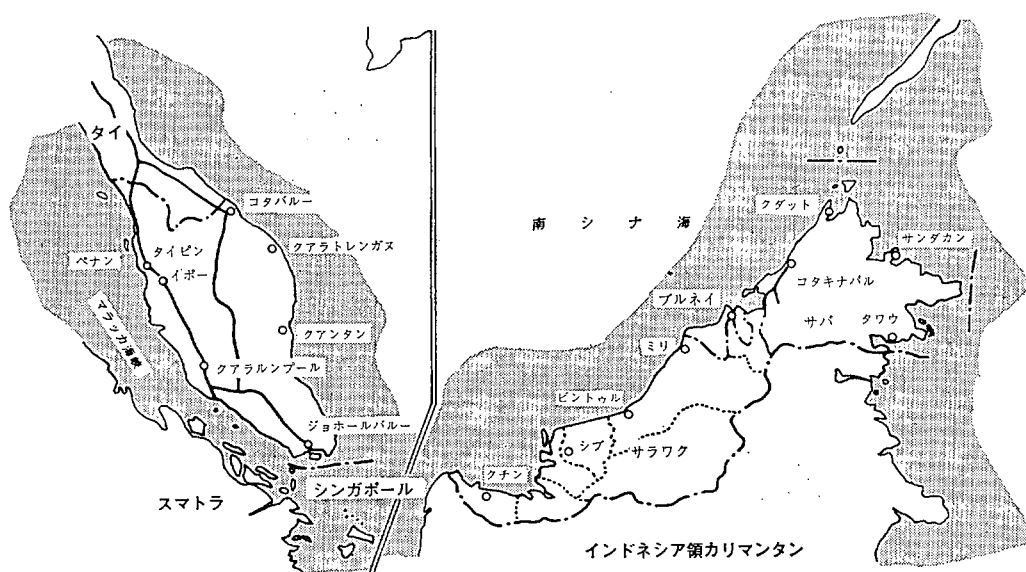 タイ
コタバルー
クアラトレンガヌ
ペナン
タイピン
イポー
マラッカ海峡
クアンタン
クアラルンプール
ジョホールバルー
シンガポール
スマトラ
南シナ海
クダット
サンダカン
コタキナバル
ブルネイ
サバ
タワウ
ミリ
ビントゥル
シブ
サラワク
クチン
インドネシア領カリマンタン